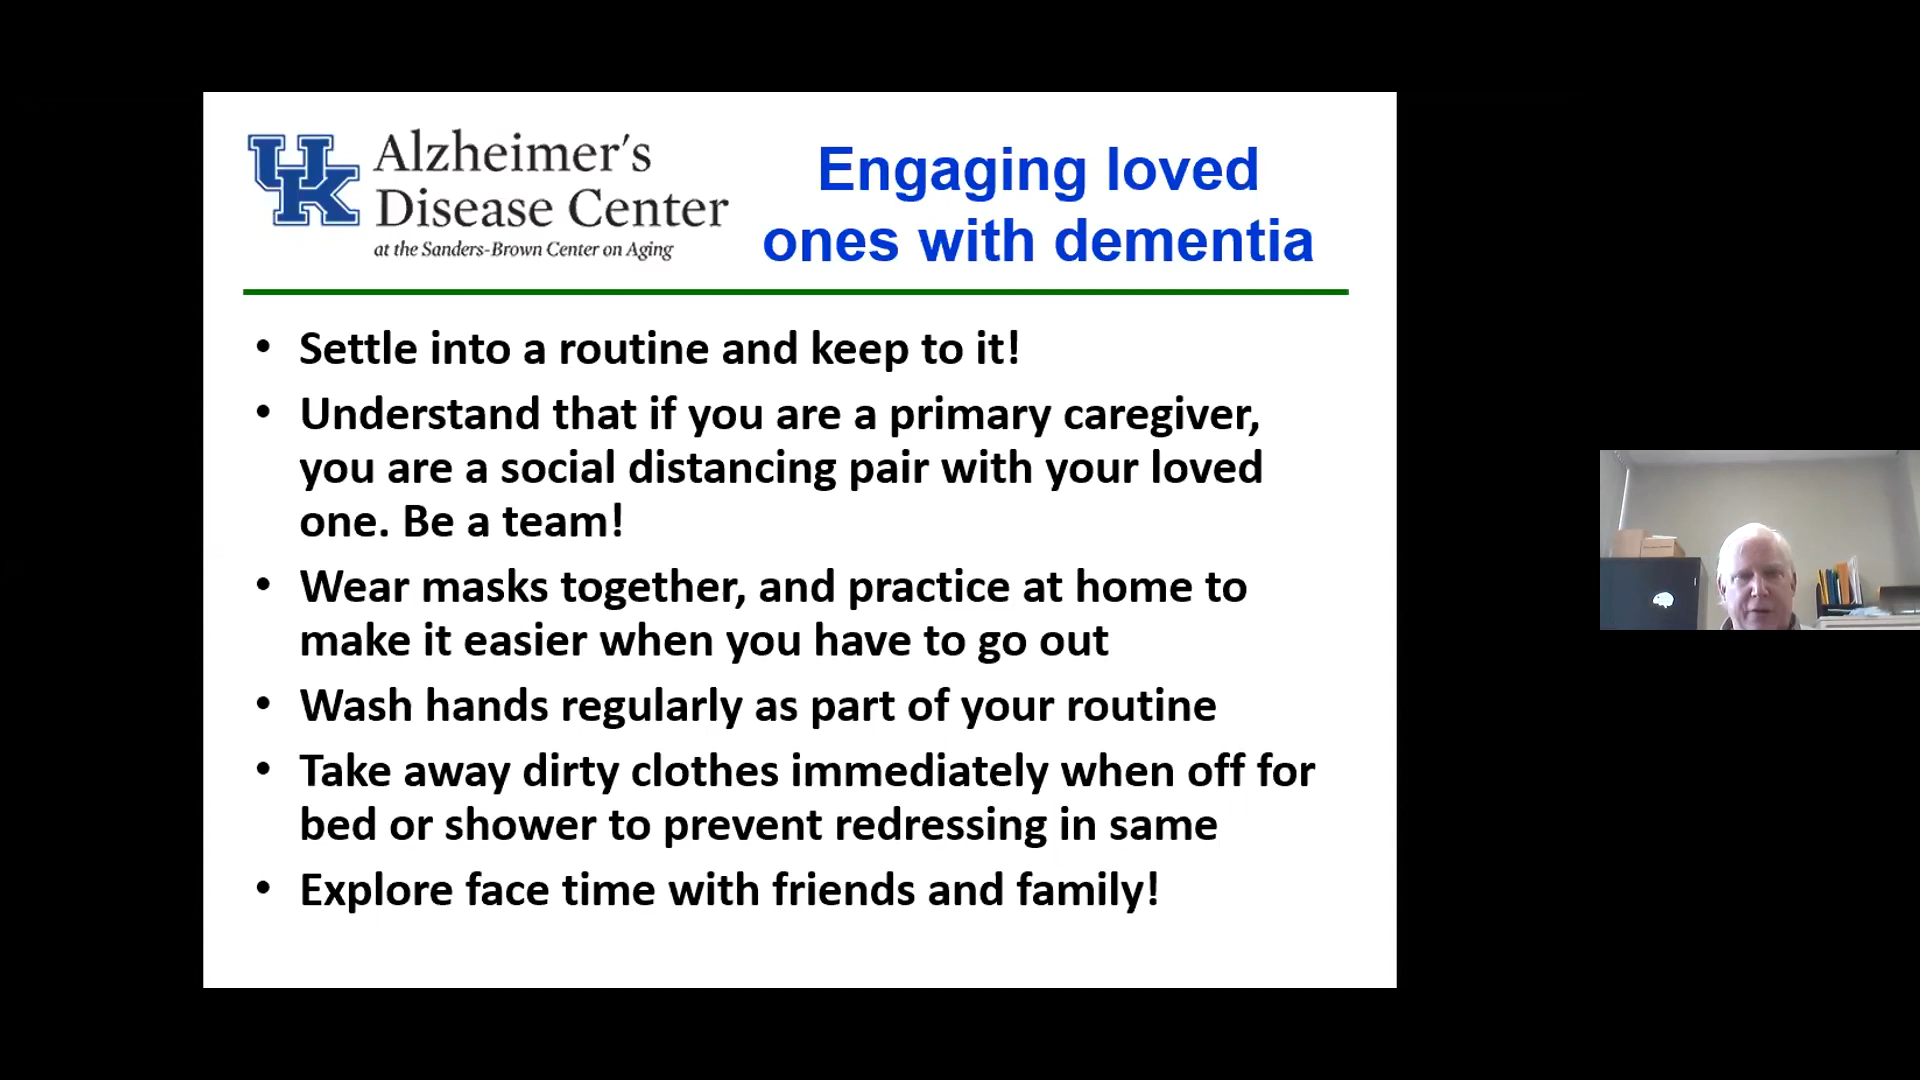 UK
Alzheimer's
Disease Center
at the Sanders-Brown Center on Aging
Engaging loved
ones with dementia
• Settle into a routine and keep to it!
• Understand that if you are a primary caregiver,
you are a social distancing pair with your loved
one. Be a team!
• Wear masks together, and practice at home to
make it easier when you have to go out
• Wash hands regularly as part of your routine
• Take away dirty clothes immediately when off for
bed or shower to prevent redressing in same
• Explore face time with friends and family!